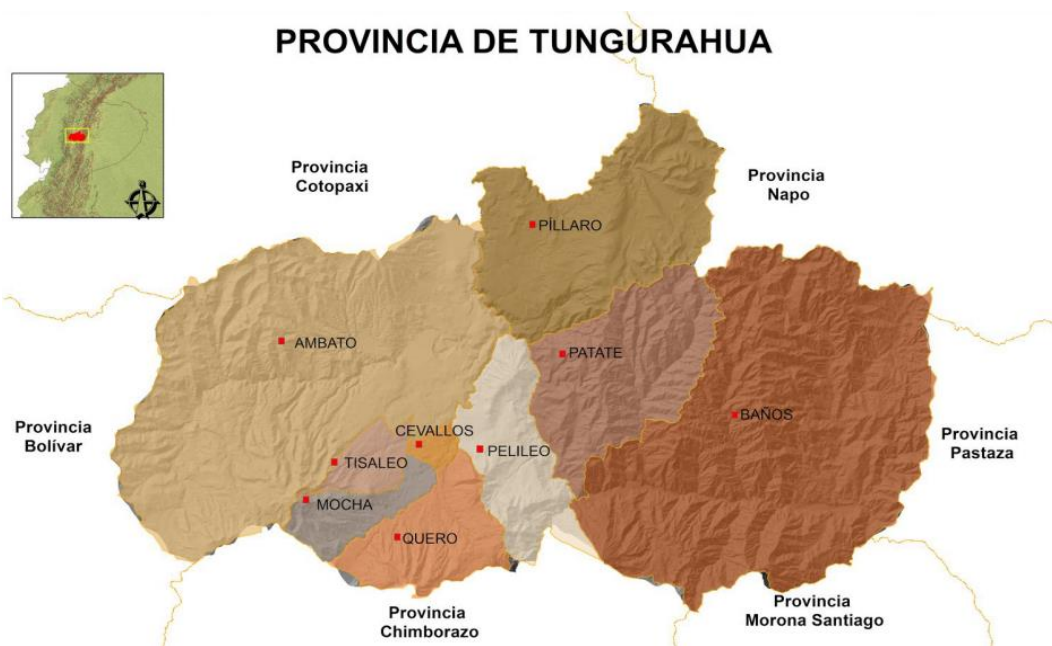 PROVINCIA DE TUNGURAHUA
Provincia
Cotopaxi
Provincia
Napo
PÍLLARO
AMBATO
PATATE
BAÑOS
Provincia
Bolívar
CEVALLOS
Provincia
Pastaza
TISALEO
PELILEO
MOCHA
QUERO
Provincia
Chimborazo
Provincia
Morona Santiago